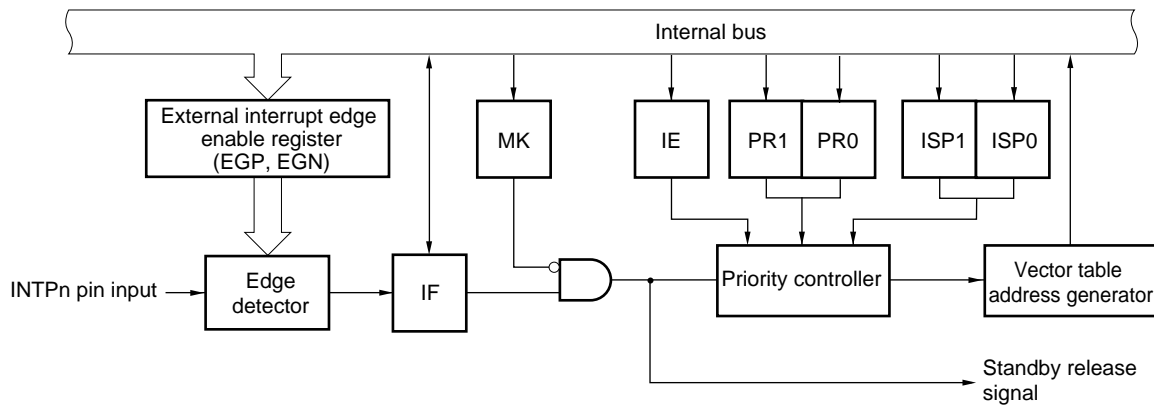 Internal bus
External interrupt edge
enable register
(EGP, EGN)
MK
IE
PR1
PR0
ISP1
ISP0
INTPn pin input
Edge
detector
IF
Priority controller
Vector table
address generator
Standby release
signal